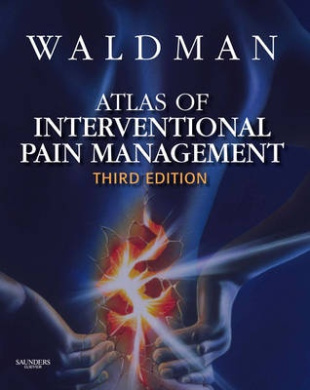 WALDMAN
ATLAS OF
INTERVENTIONAL
PAIN MANAGEMENT
THIRD EDITION
SAUNDERS
ELSEVIER